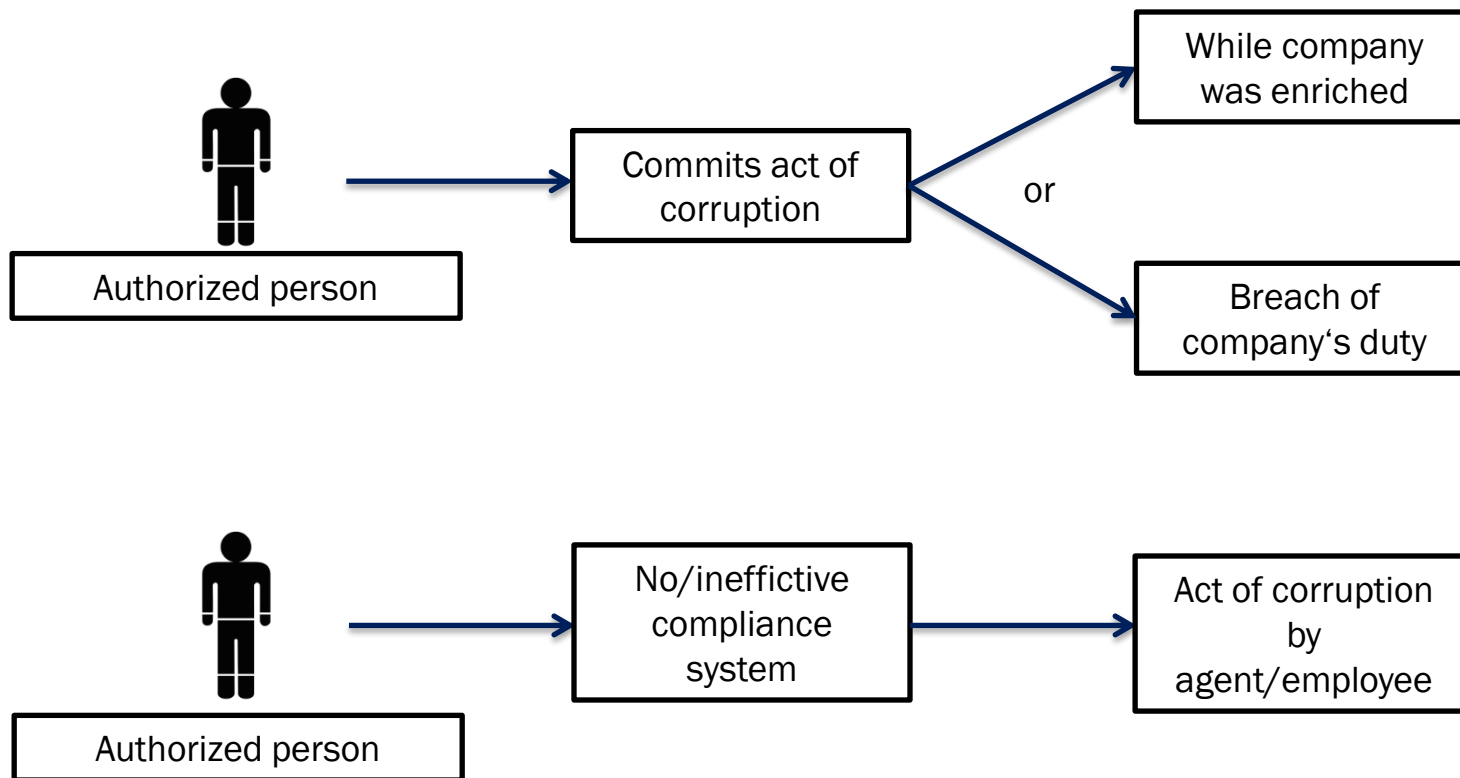 While company
was enriched
Commits act of
corruption
or
Authorized person
Breach of
company‘s duty
No/ineffictive
compliance
system
Act of corruption
by
agent/employee
Authorized person